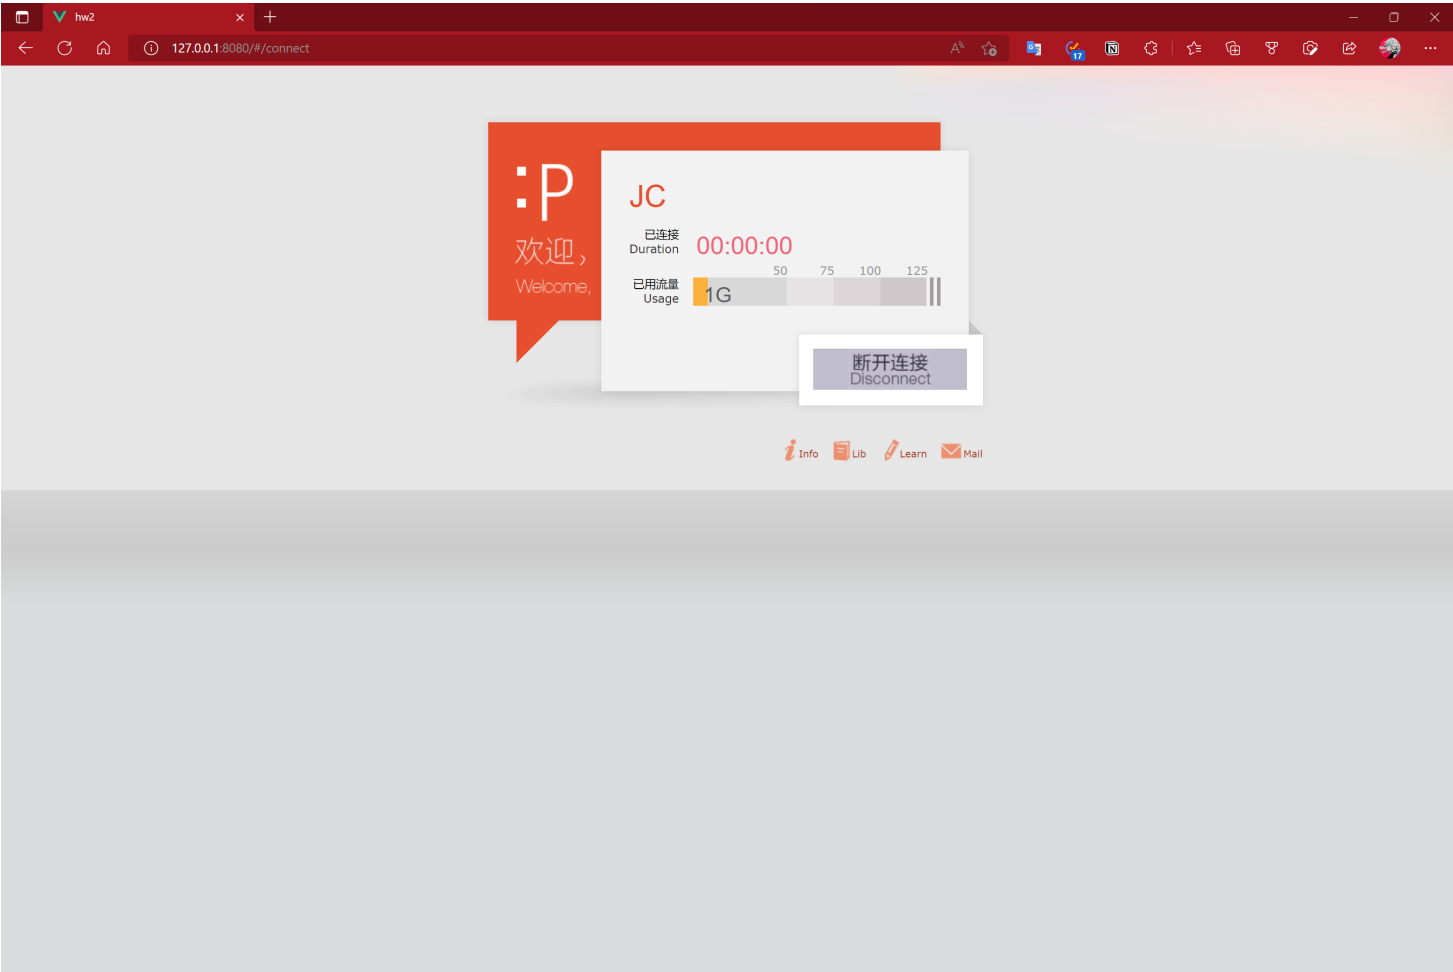 hw2
127.0.0.1:8080/#/connect
17
:P
欢迎，
Welcome,
JC
已连接
Duration
00:00:00
50 75 100 125
已用流量
Usage
1G
断开连接
Disconnect
Info Lib Learn Mail